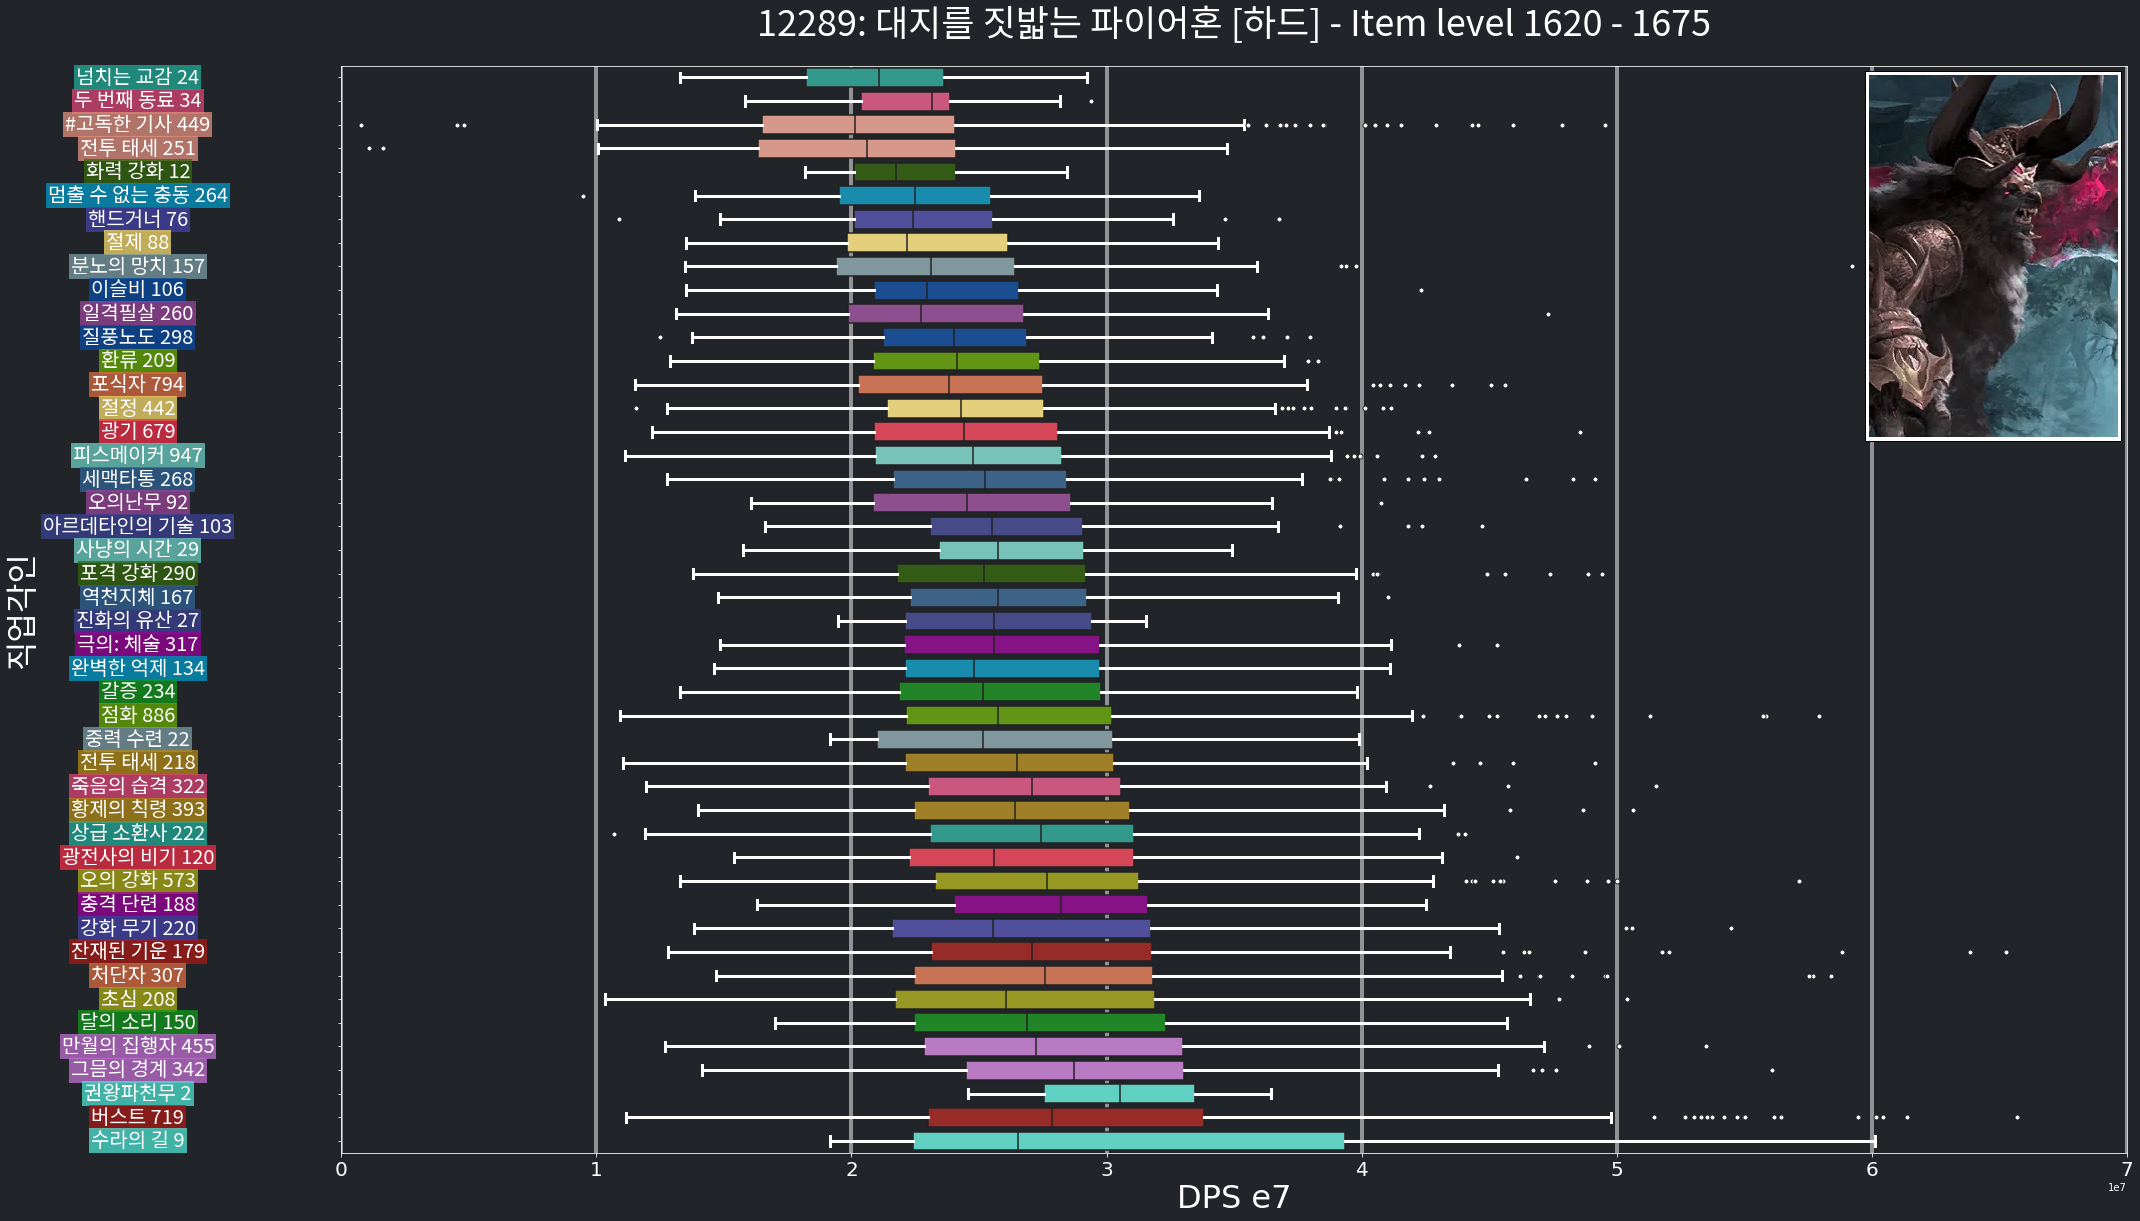 12289: 대지를 짓밟는 파이어혼 [하드] - Item level 1620 - 1675
직업각인
넘치는 교감 24
두 번째 동료 34
#고독한 기사 449
전투 태세 251
화력 강화 12
멈출 수 없는 충동 264
핸드거너 76
절제 88
분노의 망치 157
이슬비 106
일격필살 260
질풍노도 298
환류 209
포식자 794
절정 442
광기 679
피스메이커 947
세맥타통 268
오의난무 92
아르데타인의 기술 103
사냥의 시간 29
포격 강화 290
역천지체 167
진화의 유산 27
극의: 체술 317
완벽한 억제 134
갈증 234
점화 886
중력 수련 22
전투 태세 218
죽음의 습격 322
황제의 칙령 393
상급 소환사 222
광전사의 비기 120
오의 강화 573
충격 단련 188
강화 무기 220
잔재된 기운 179
처단자 307
초심 208
달의 소리 150
만월의 집행자 455
그믐의 경계 342
권왕파천무 2
버스트 719
수라의 길 9
0 1 2 3 4 5 6 7
1e7
DPS e7